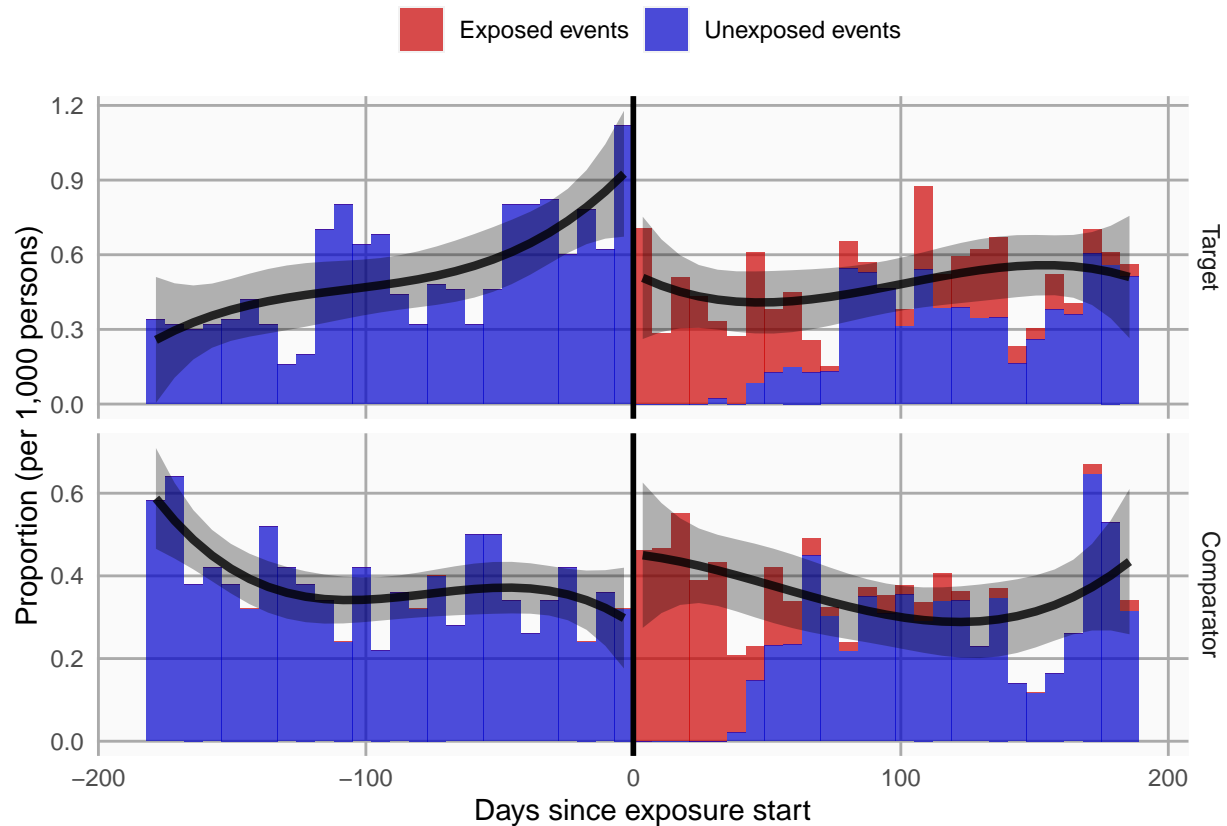 Exposed events Unexposed events
1.2
0.9
0.6
0.3
0.0
Target
0.6
0.4
0.2
0.0
Comparator
Proportion (per 1,000 persons)
−200 −100 0 100 200
Days since exposure start